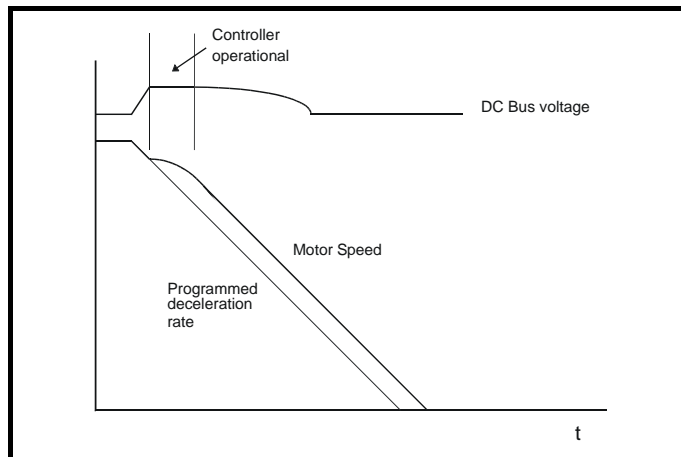 Controller
operational
DC Bus voltage
Motor Speed
Programmed
deceleration
rate
t